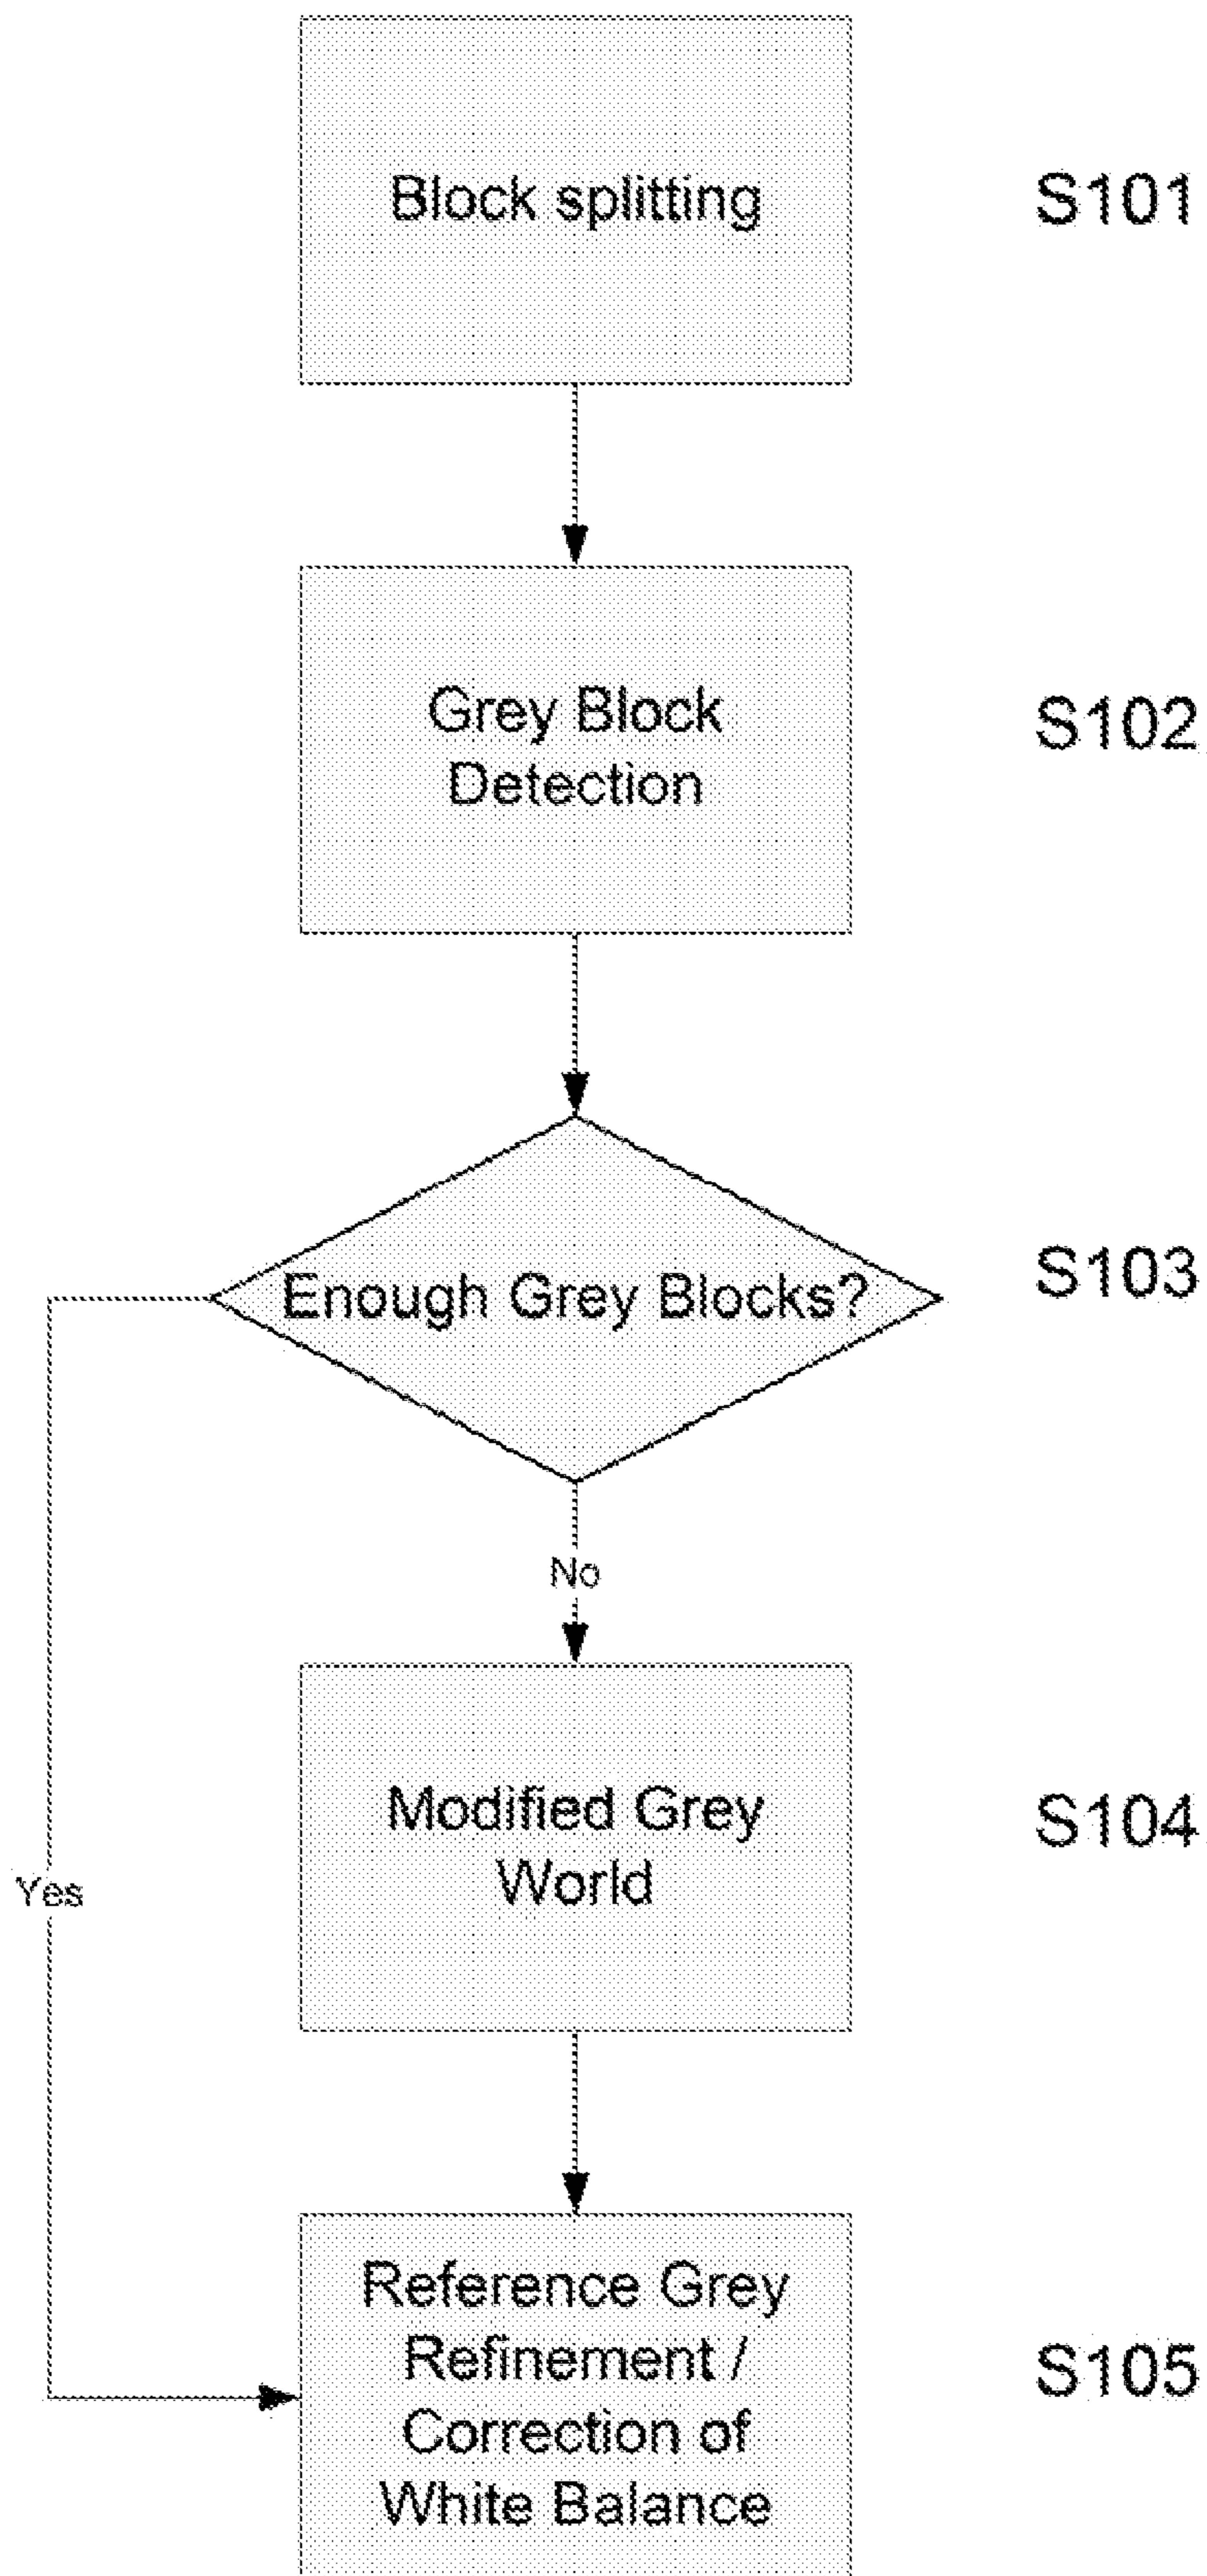 Block splitting
S101
Grey Block
Detection
S102
Enough Grey Blocks?
S103
No
Modified Grey
World
S104
Yes
Reference Grey
Refinement /
Correction of
White Balance
S105